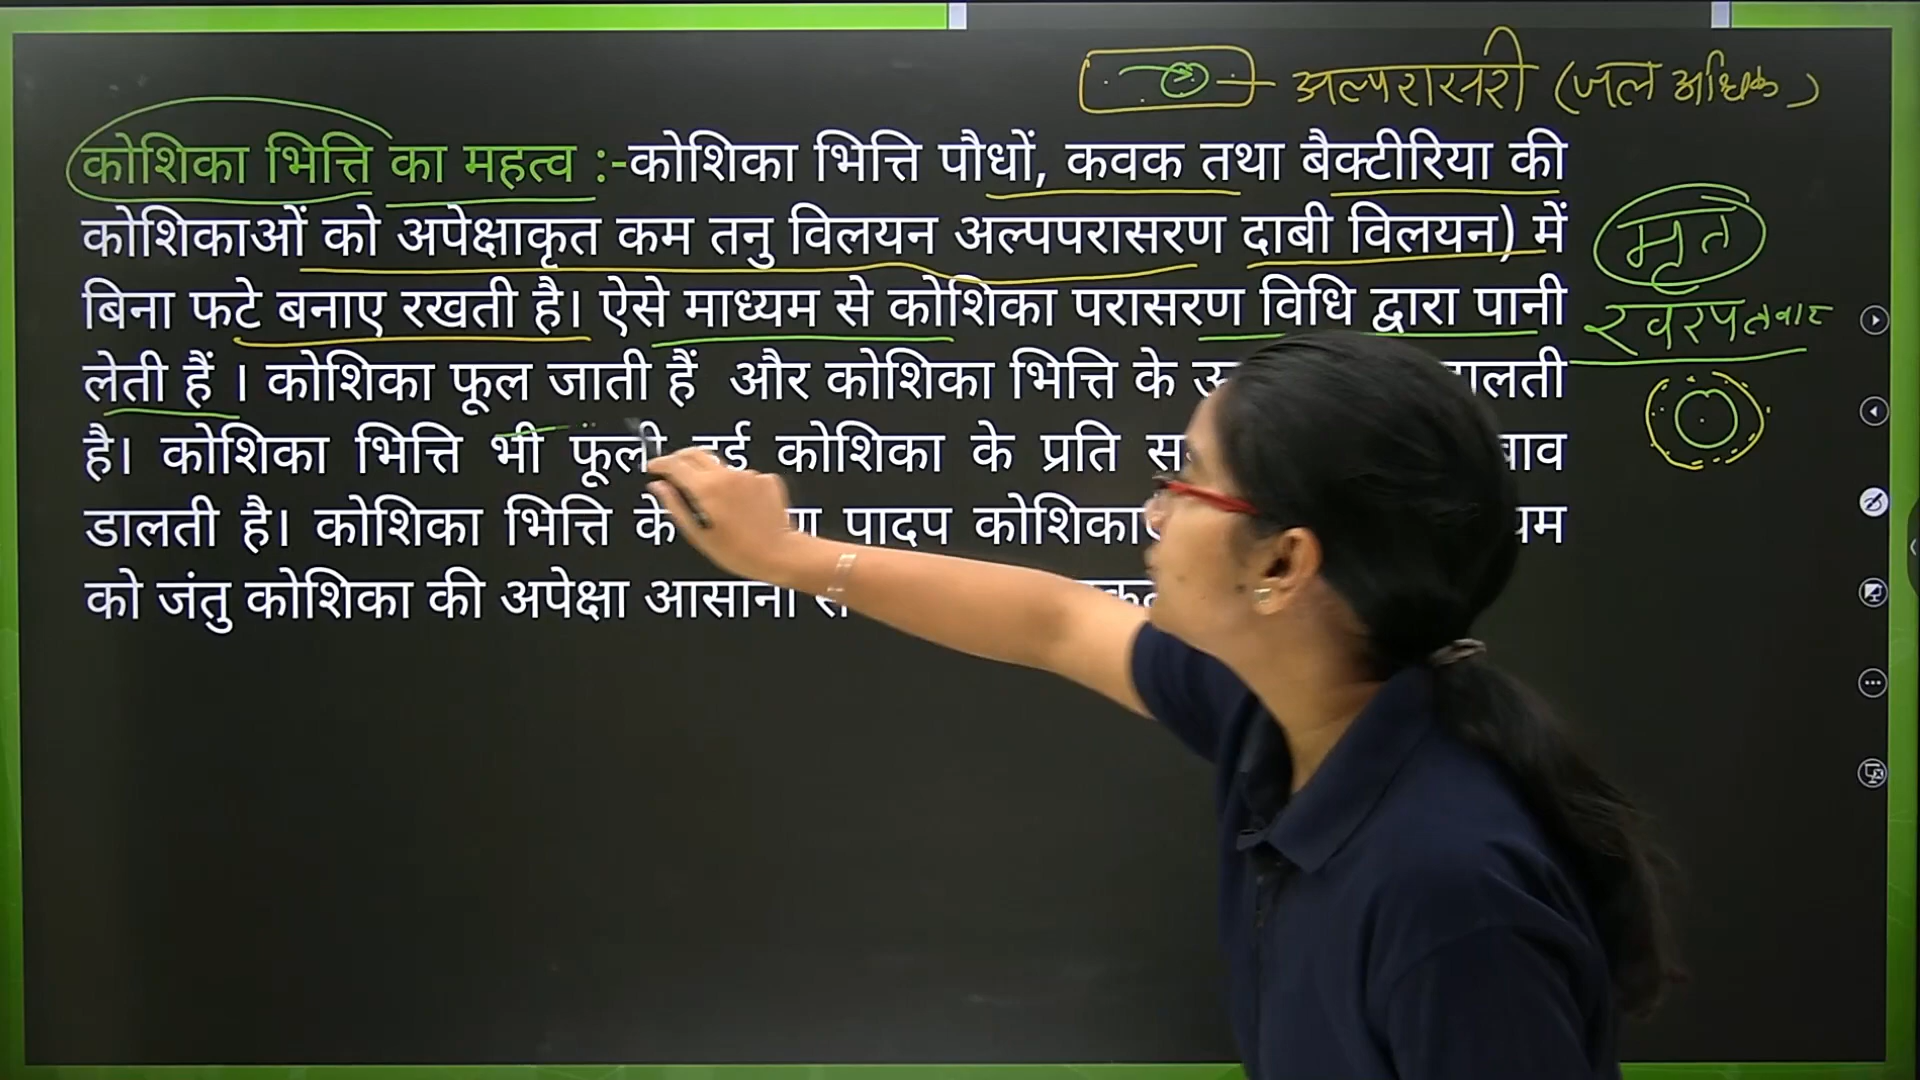 अल्परासरी (जल अधिक)
कोशिका भित्ति का महत्व :-कोशिका भित्ति पौधों, कवक तथा बैक्टीरिया की
कोशिकाओं को अपेक्षाकृत कम तनु विलयन अल्पपरासरण दाबी विलयन) में
बिना फटे बनाए रखती है। ऐसे माध्यम से कोशिका परासरण विधि द्वारा पानी
लेती हैं । कोशिका फूल जाती हैं और कोशिका भित्ति के
है। कोशिका भित्ति भी फूली हुई कोशिका के प्रति
डालती है। कोशिका भित्ति के पादप
को जंतु कोशिका की अपेक्षा आसानी
मृत